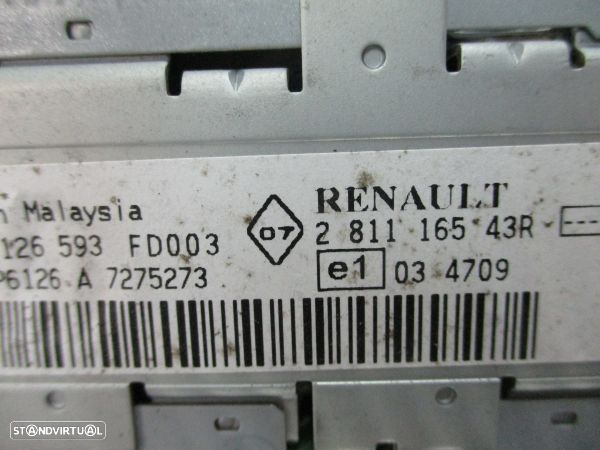 Malaysia
RENAULT
126 593 FD003
07
2 811 165 43R
P6126 A 7275273
e1
03 4709
STANDVIRTUAL